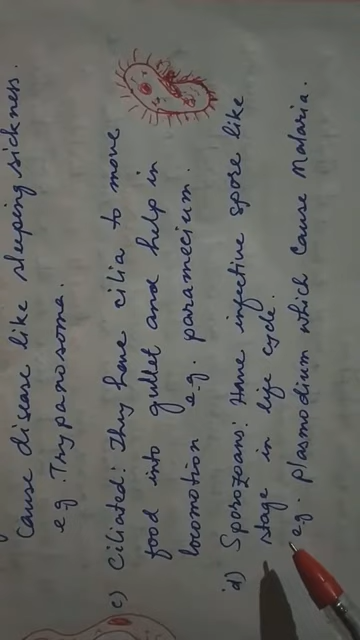 Cause disease like sleeping sickness.
e.g. Trypanosoma.
c) Ciliated: They have cilia to move
food into gullet and help in
locomotion e.g. paramecium.
d) Sporozoans: Have infective spore like
stage in life cycle.
e.g. plasmodium which cause Malaria.